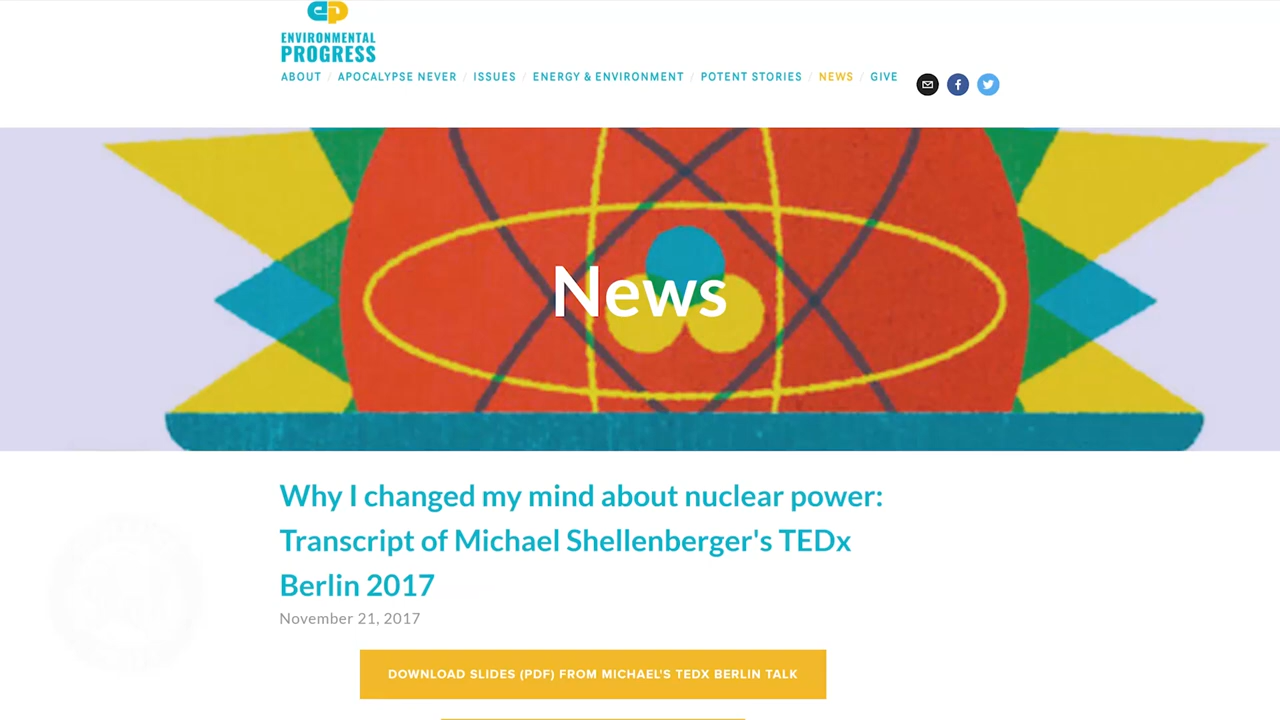 ENVIRONMENTAL
PROGRESS
ABOUT / APOCALYPSE NEVER / ISSUES / ENERGY & ENVIRONMENT / POTENT STORIES / NEWS / GIVE
News
Why I changed my mind about nuclear power:
Transcript of Michael Shellenberger's TEDx
Berlin 2017
November 21, 2017
DOWNLOAD SLIDES (PDF) FROM MICHAEL'S TEDX BERLIN TALK